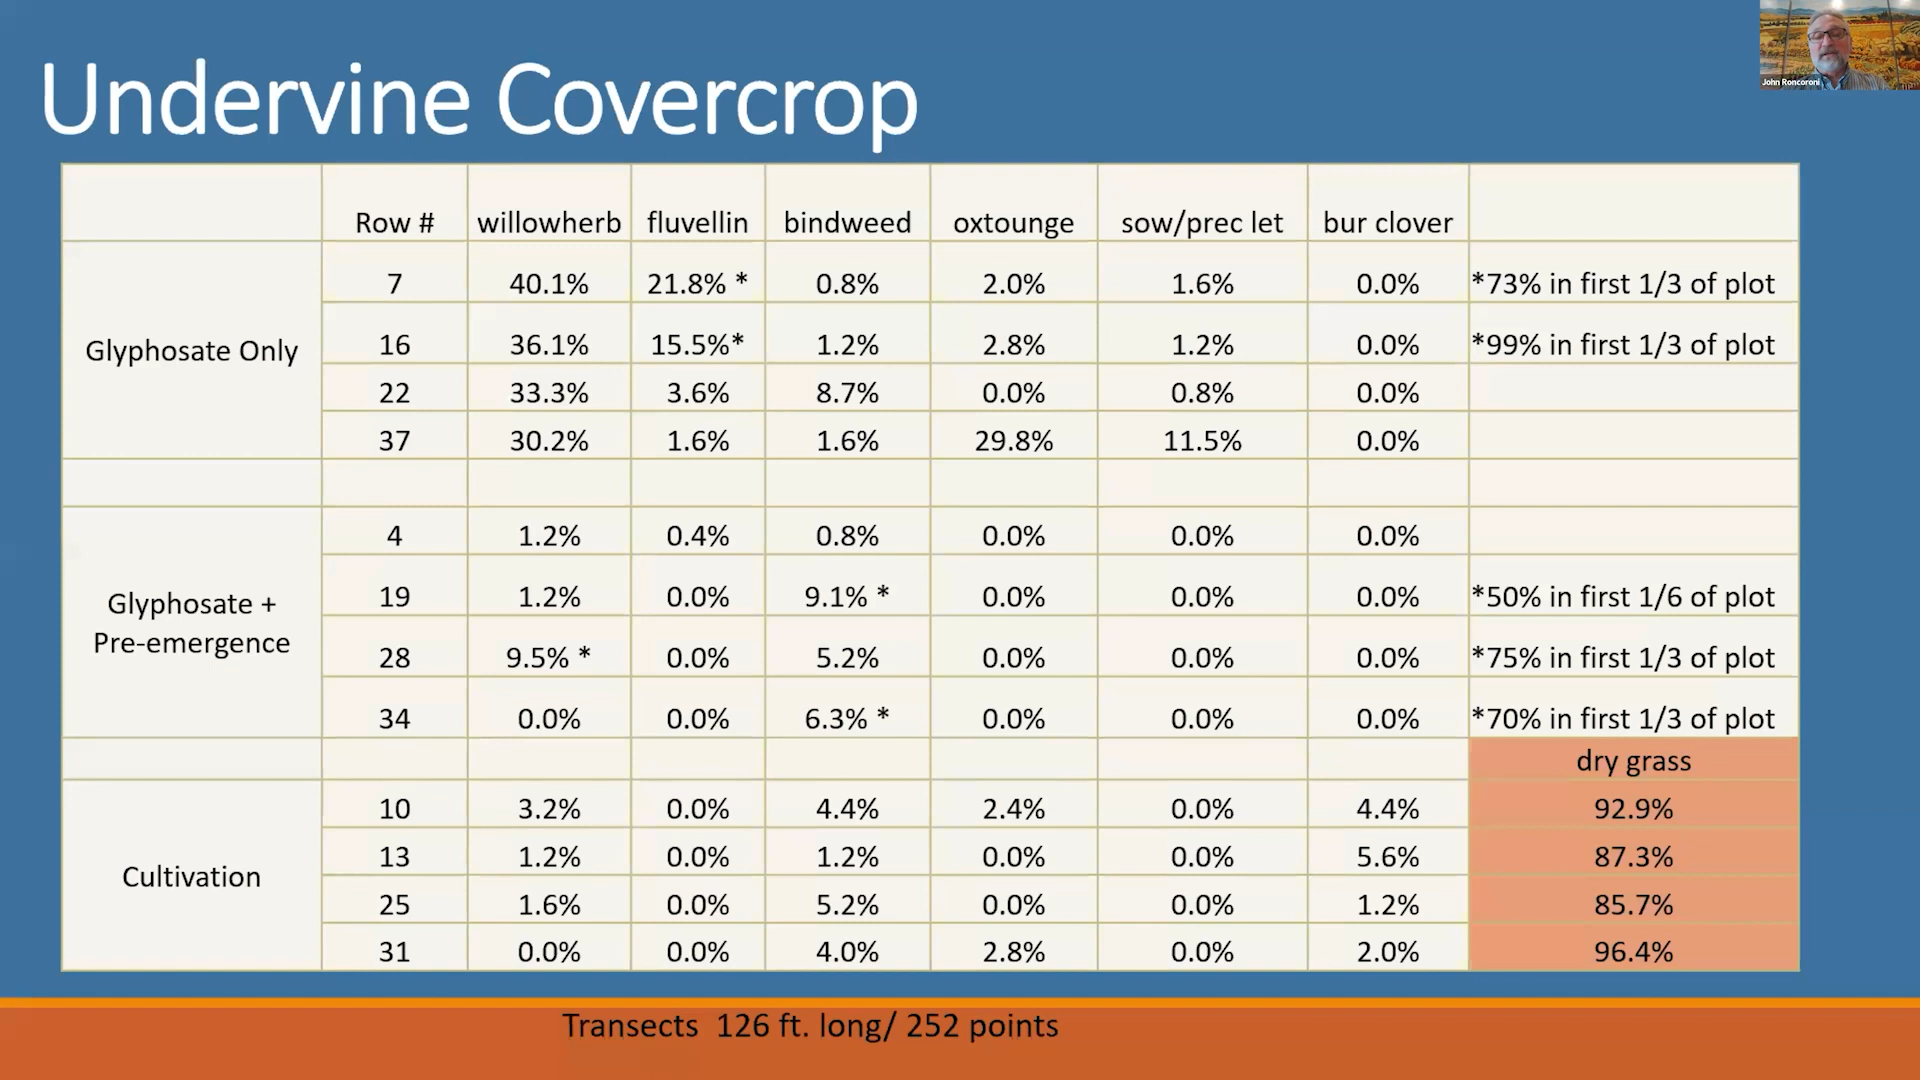 John Roncoroni
Undervine Covercrop
Row # willowherb fluvellin bindweed oxtounge sow/prec let bur clover
Glyphosate Only
7 40.1% 21.8% * 0.8% 2.0% 1.6% 0.0% *73% in first 1/3 of plot
16 36.1% 15.5%* 1.2% 2.8% 1.2% 0.0% *99% in first 1/3 of plot
22 33.3% 3.6% 8.7% 0.0% 0.8% 0.0%
37 30.2% 1.6% 1.6% 29.8% 11.5% 0.0%
Glyphosate +
Pre-emergence
4 1.2% 0.4% 0.8% 0.0% 0.0% 0.0%
19 1.2% 0.0% 9.1% * 0.0% 0.0% 0.0% *50% in first 1/6 of plot
28 9.5% * 0.0% 5.2% 0.0% 0.0% 0.0% *75% in first 1/3 of plot
34 0.0% 0.0% 6.3% * 0.0% 0.0% 0.0% *70% in first 1/3 of plot
dry grass
Cultivation
10 3.2% 0.0% 4.4% 2.4% 0.0% 4.4% 92.9%
13 1.2% 0.0% 1.2% 0.0% 0.0% 5.6% 87.3%
25 1.6% 0.0% 5.2% 0.0% 0.0% 1.2% 85.7%
31 0.0% 0.0% 4.0% 2.8% 0.0% 2.0% 96.4%
Transects 126 ft. long/ 252 points